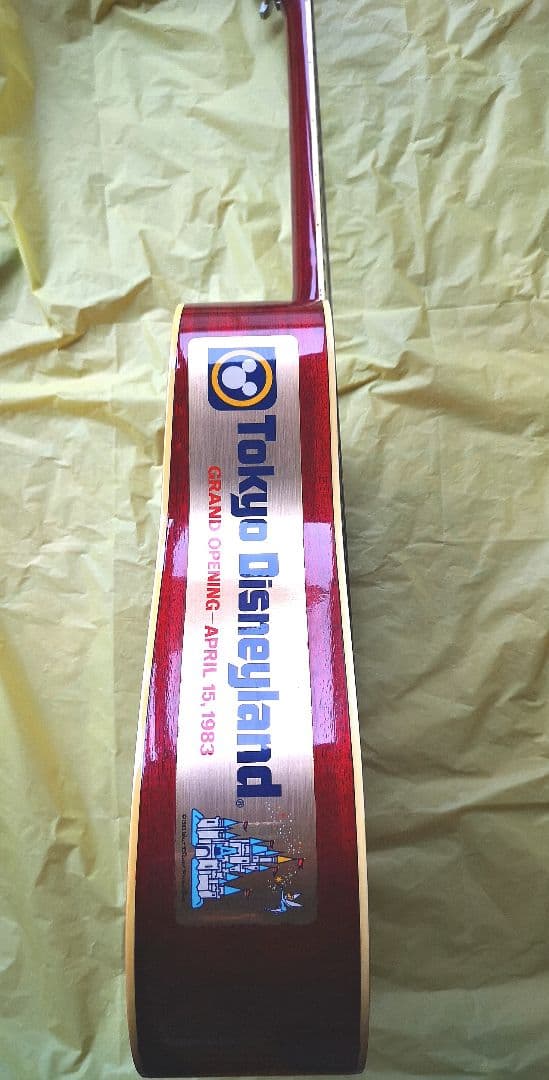 Tokyo Disneyland®
GRAND OPENING—APRIL 15, 1983